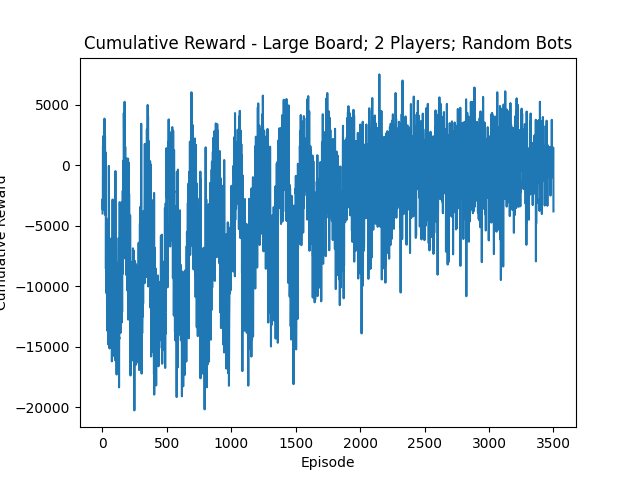 Cumulative Reward - Large Board; 2 Players; Random Bots
Cumulative Reward
5000
0
−5000
−10000
−15000
−20000
0 500 1000 1500 2000 2500 3000 3500
Episode